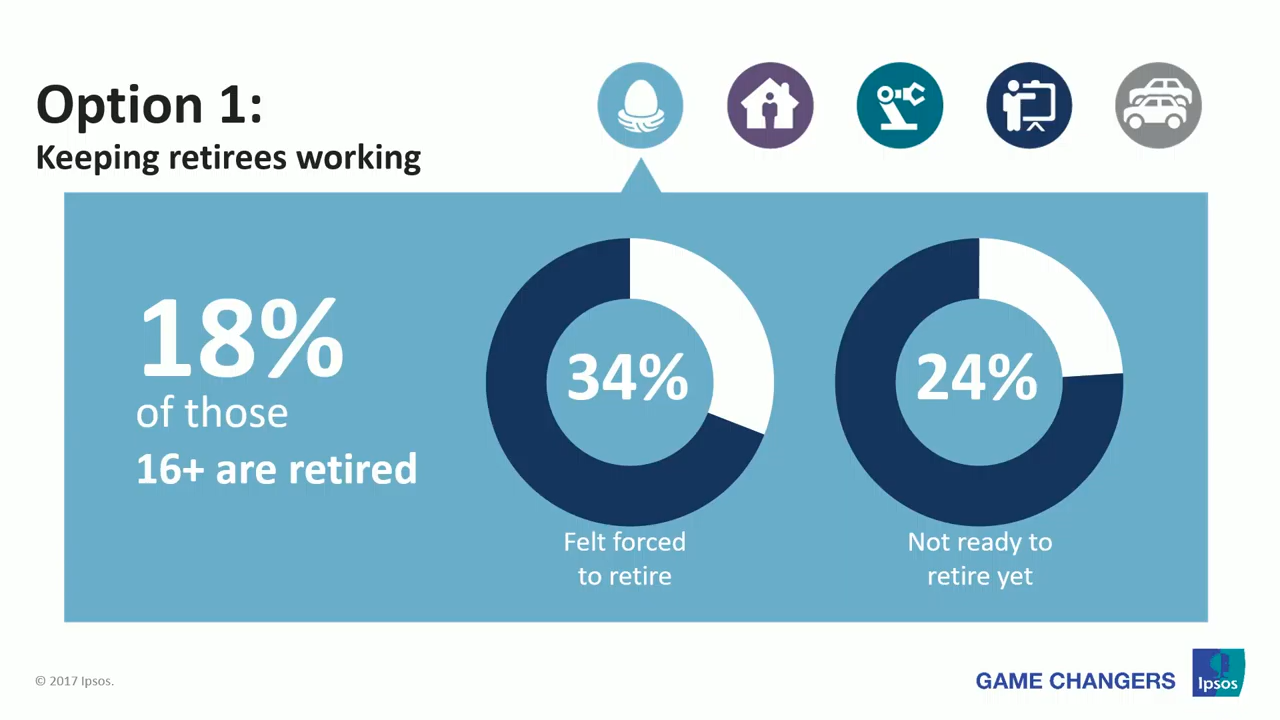 Option 1:
Keeping retirees working
18%
of those
16+ are retired
34%
Felt forced
to retire
24%
Not ready to
retire yet
© 2017 Ipsos.
GAME CHANGERS
Ipsos